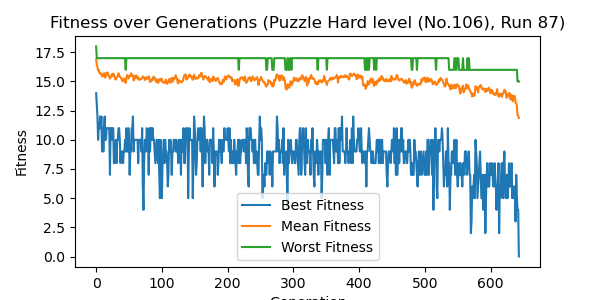 Fitness over Generations (Puzzle Hard level (No.106), Run 87)
17.5
15.0
12.5
10.0
7.5
5.0
2.5
0.0
Fitness
Best Fitness
Mean Fitness
Worst Fitness
0 100 200 300 400 500 600
Generation